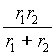 r₁r₂
r₁ + r₂